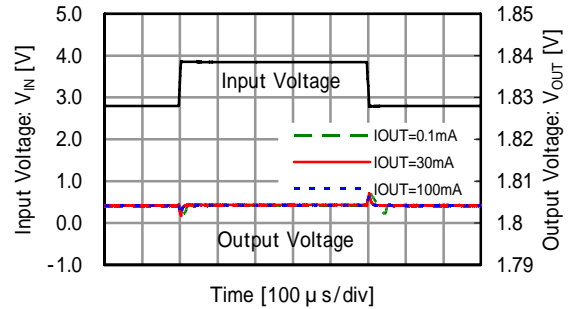 Input Voltage: VIN [V]
5.0
4.0
3.0
2.0
1.0
0.0
-1.0
Input Voltage
IOUT=0.1mA
IOUT=30mA
IOUT=100mA
Output Voltage
1.85
1.84
1.83
1.82
1.81
1.8
1.79
Output Voltage: VOUT [V]
Time [100 µ s/div]